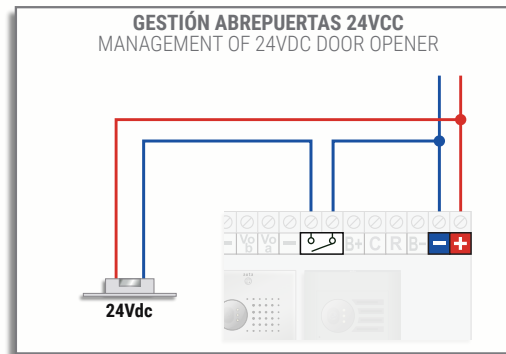 GESTIÓN ABREPUERTAS 24VCC
MANAGEMENT OF 24VDC DOOR OPENER
– Vo b Vo a – B+ C R B– – +
24Vdc